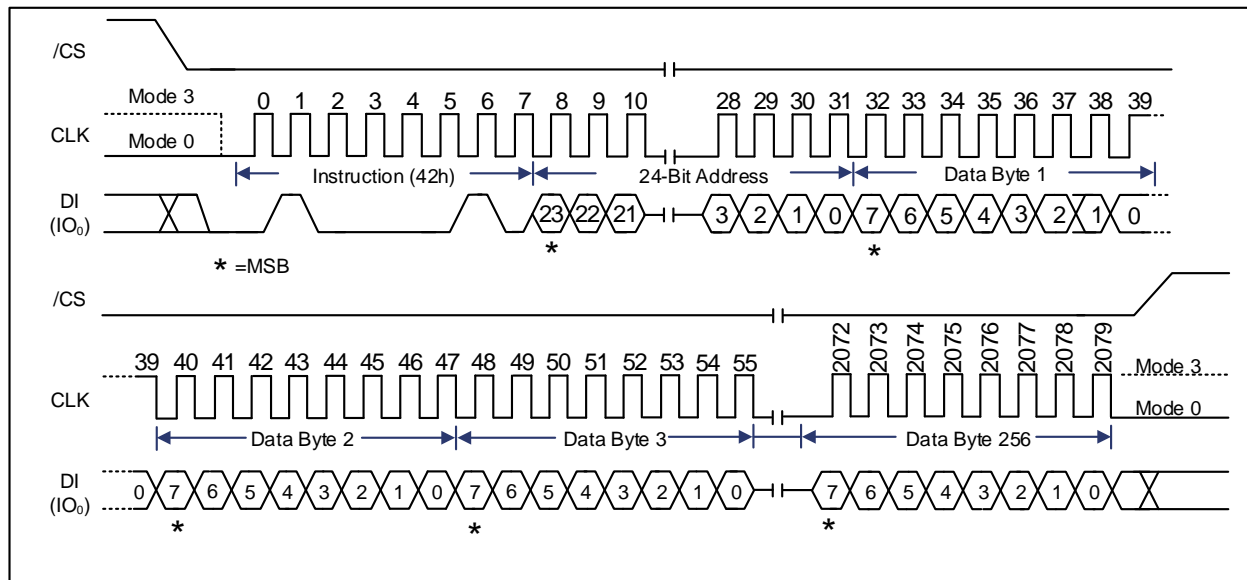 /CS
Mode 3 0 1 2 3 4 5 6 7 8 9 10 28 29 30 31 32 33 34 35 36 37 38 39
CLK Mode 0
Instruction (42h) 24-Bit Address Data Byte 1
DI
(IO₀) 23 22 21 3 2 1 0 7 6 5 4 3 2 1 0
* *
* =MSB
/CS
2072 2073 2074 2075 2076 2077 2078 2079
39 40 41 42 43 44 45 46 47 48 49 50 51 52 53 54 55 Mode 3
CLK Mode 0
Data Byte 2 Data Byte 3 Data Byte 256
DI
(IO₀) 0 7 6 5 4 3 2 1 0 7 6 5 4 3 2 1 0 7 6 5 4 3 2 1 0
* * *